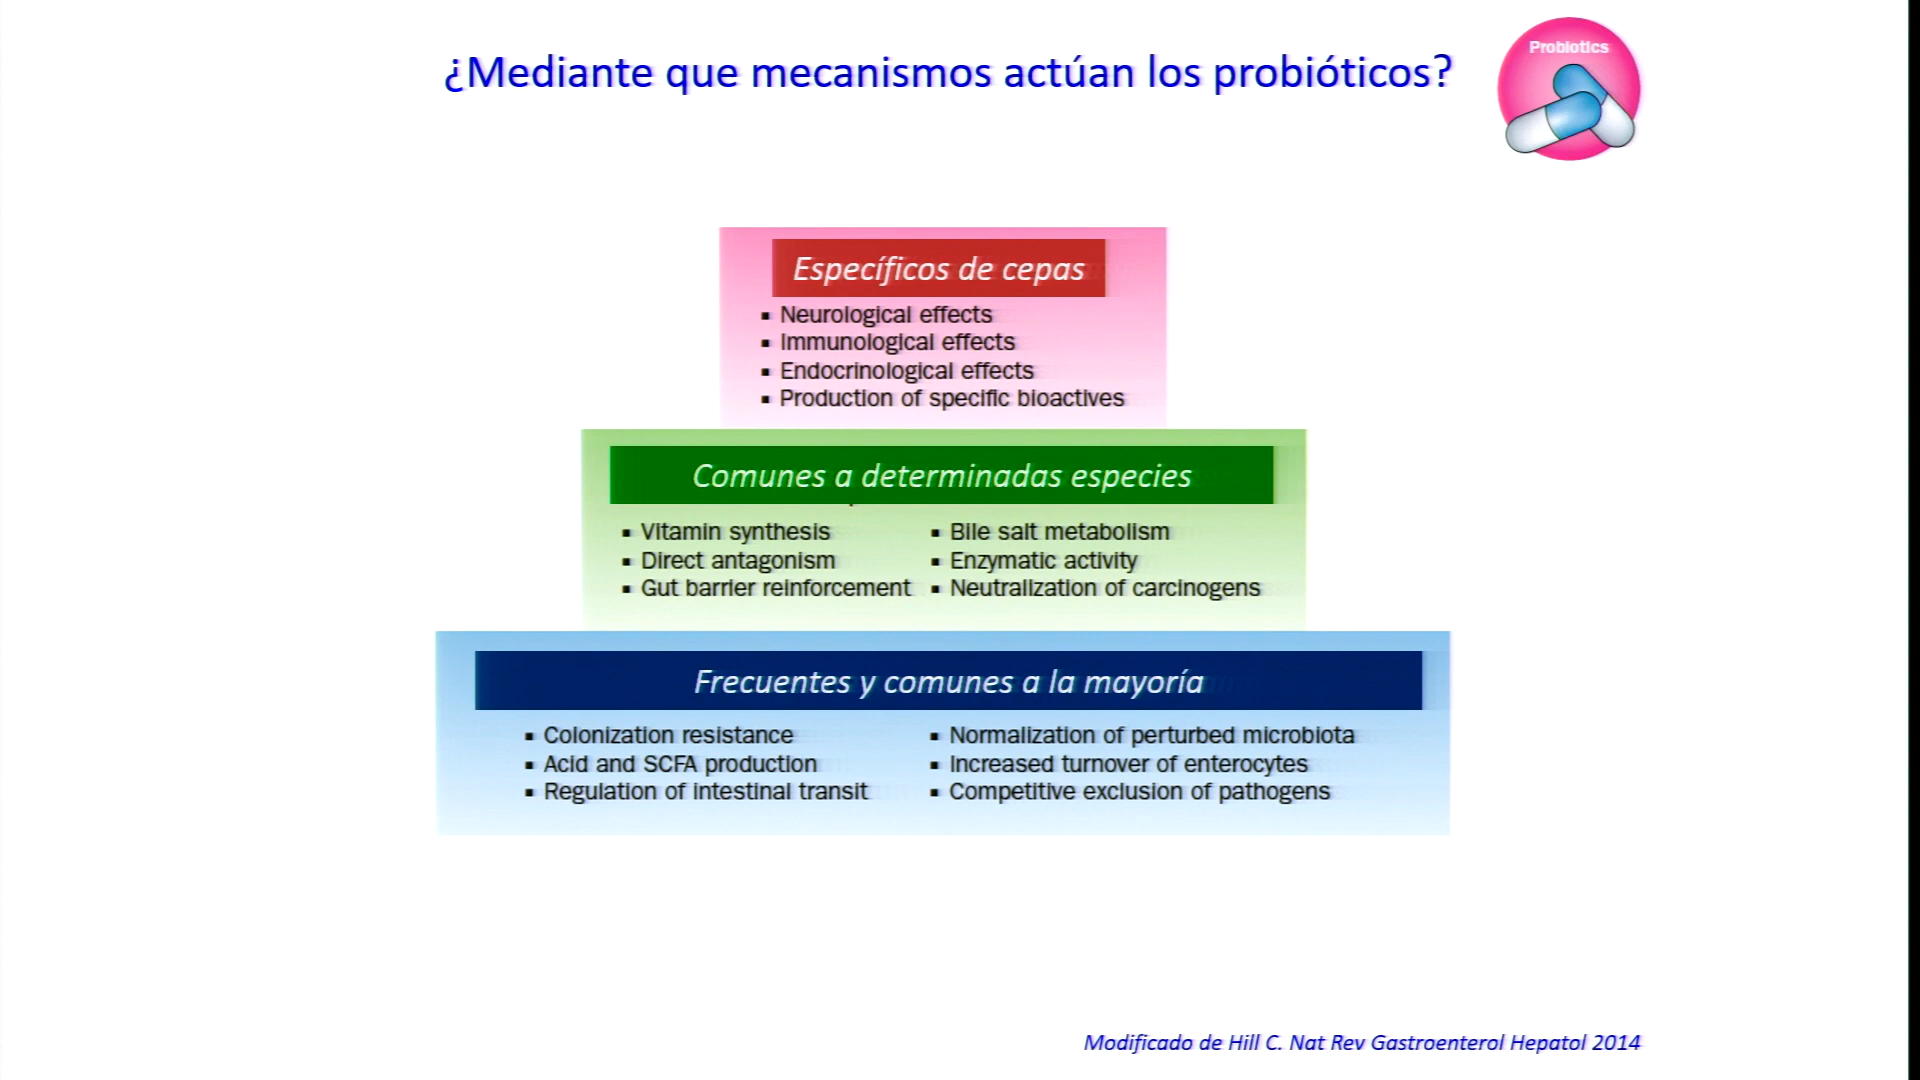 ¿Mediante que mecanismos actúan los probióticos?
Probiotics
Específicos de cepas
▪ Neurological effects
▪ Immunological effects
▪ Endocrinological effects
▪ Production of specific bioactives
Comunes a determinadas especies
▪ Vitamin synthesis
▪ Direct antagonism
▪ Gut barrier reinforcement
▪ Bile salt metabolism
▪ Enzymatic activity
▪ Neutralization of carcinogens
Frecuentes y comunes a la mayoría
▪ Colonization resistance
▪ Acid and SCFA production
▪ Regulation of intestinal transit
▪ Normalization of perturbed microbiota
▪ Increased turnover of enterocytes
▪ Competitive exclusion of pathogens
Modificado de Hill C. Nat Rev Gastroenterol Hepatol 2014